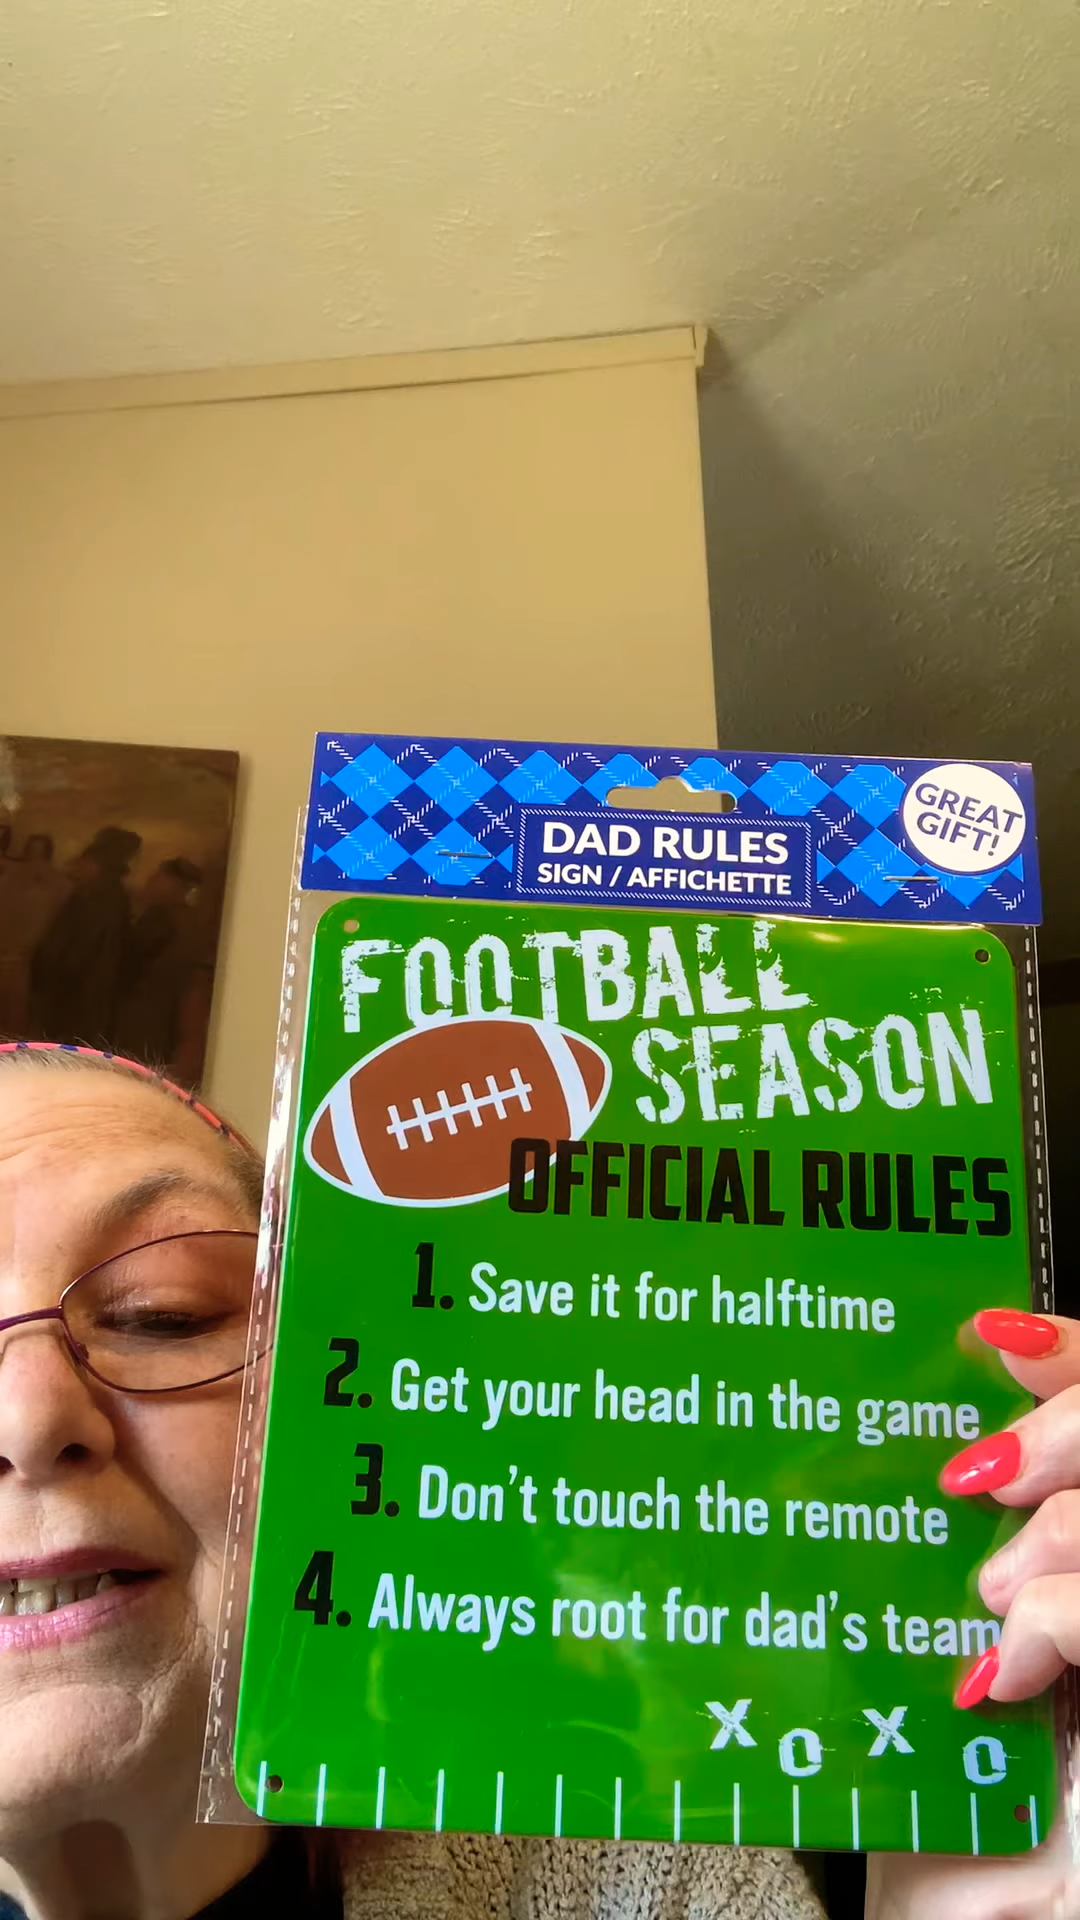 DAD RULES
SIGN / AFFICHETTE
GREAT
GIFT!
FOOTBALL
SEASON
OFFICIAL RULES
1. Save it for halftime
2. Get your head in the game
3. Don't touch the remote
4. Always root for dad's team
XOXO